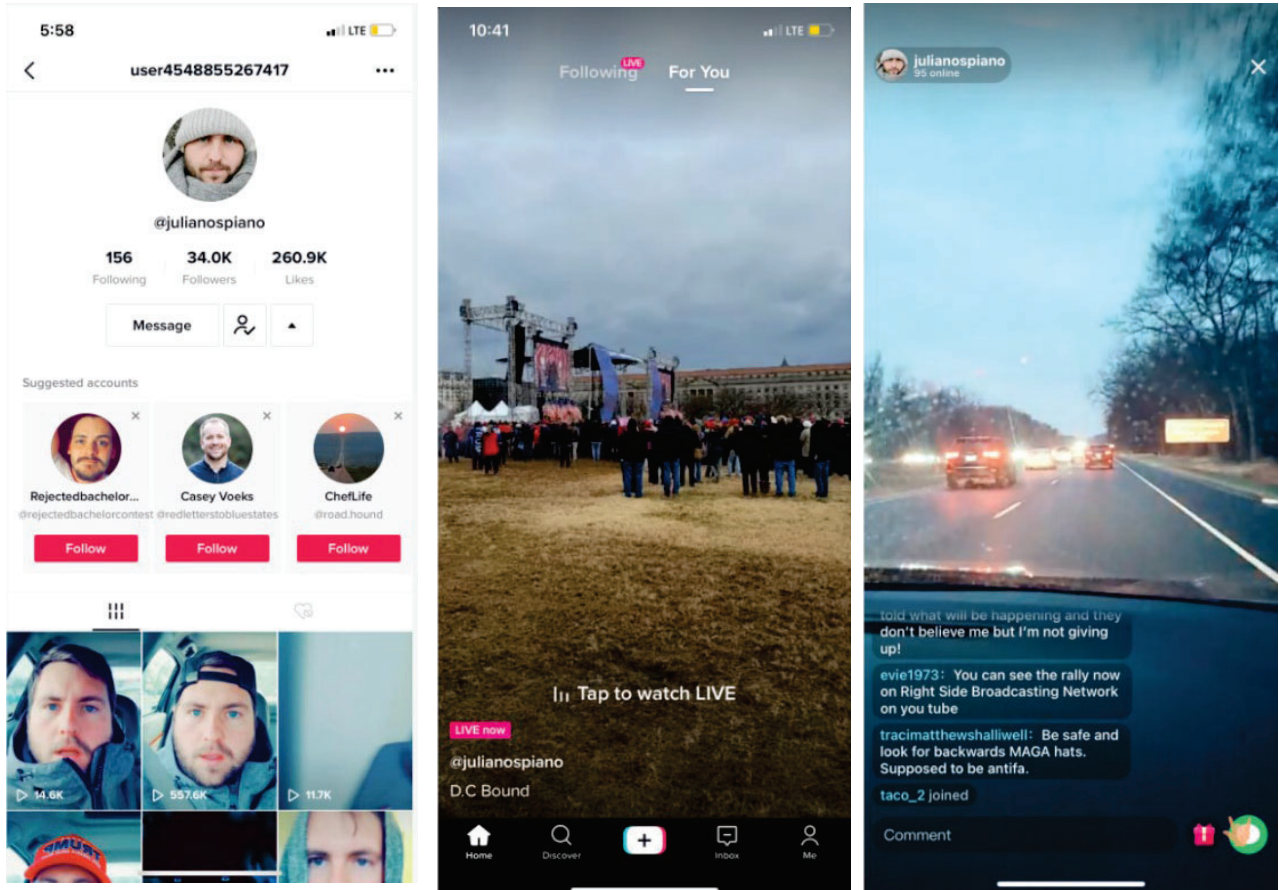 5:58
LTE
user4548855267417
@julianospiano
156
34.0K
260.9K
Following
Followers
Likes
Message
Suggested accounts
Rejectedbachelor...
Casey Voeks
ChefLife
@rejectedbachelorcontest
@redletterstobluestates
@road.hound
Follow
Follow
Follow
14.6K
557.6K
11.7K
TRUMP
10:41
LTE
Following
LIVE
For You
Tap to watch LIVE
LIVE now
@julianospiano
D.C Bound
Home
Discover
Inbox
Me
julianospiano
95 online
told what will be happening and they
don't believe me but I'm not giving
up!
evie1973: You can see the rally now
on Right Side Broadcasting Network
on you tube
tracimatthewshalliwell: Be safe and
look for backwards MAGA hats.
Supposed to be antifa.
taco_2 joined
Comment